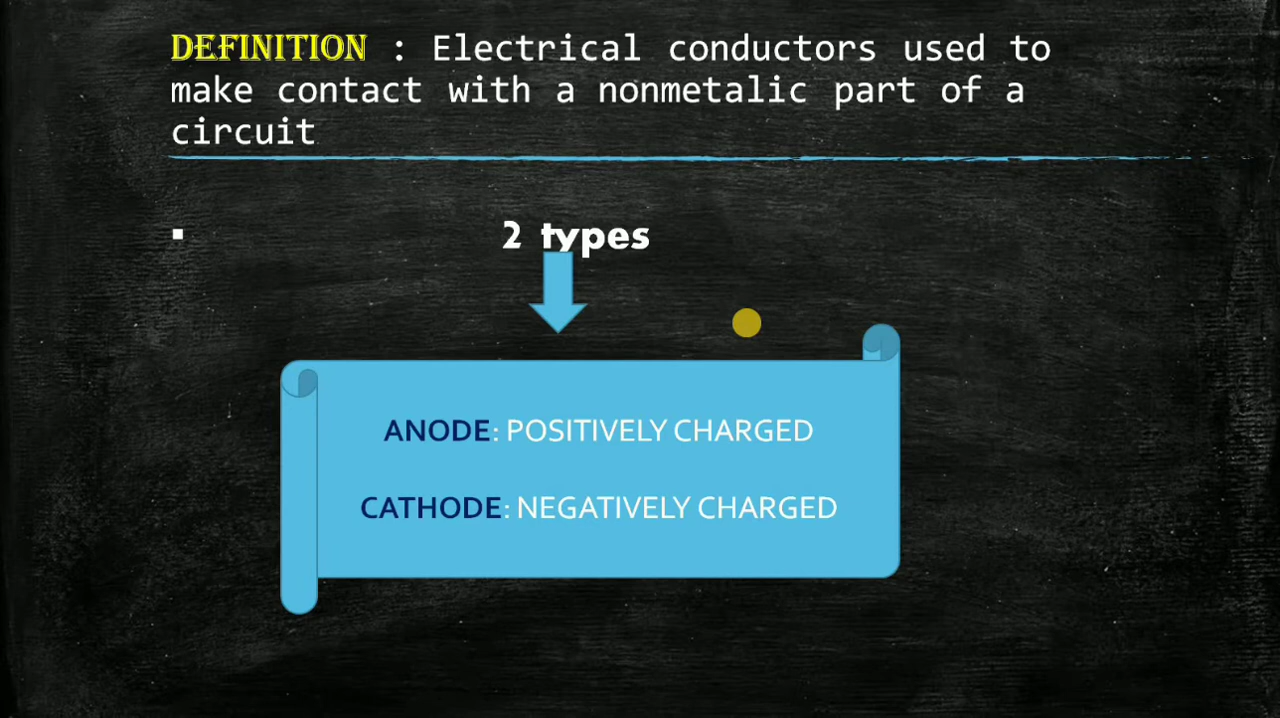 DEFINITION : Electrical conductors used to
make contact with a nonmetalic part of a
circuit
▪ 2 types
ANODE: POSITIVELY CHARGED
CATHODE: NEGATIVELY CHARGED